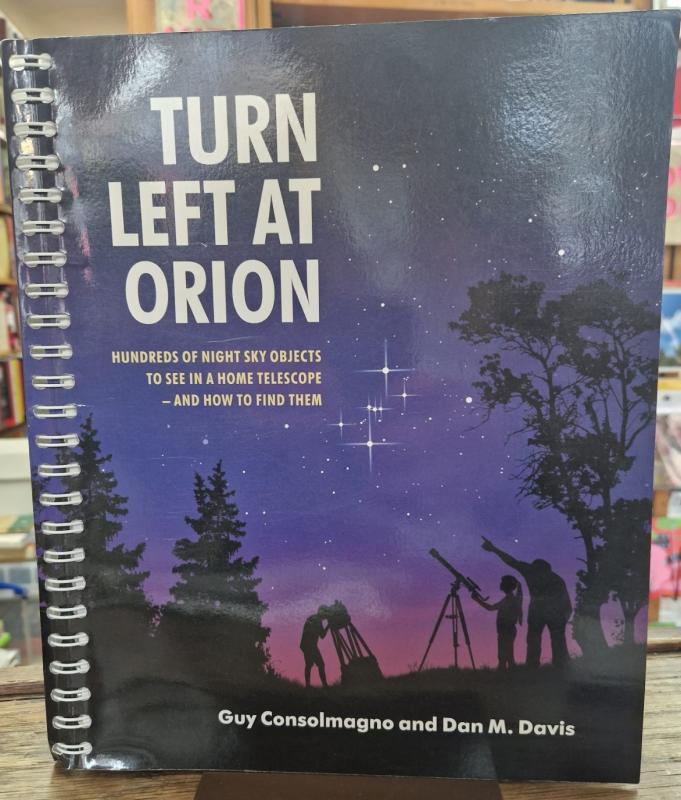 TURN
LEFT AT
ORION
HUNDREDS OF NIGHT SKY OBJECTS
TO SEE IN A HOME TELESCOPE
– AND HOW TO FIND THEM
Guy Consolmagno and Dan M. Davis